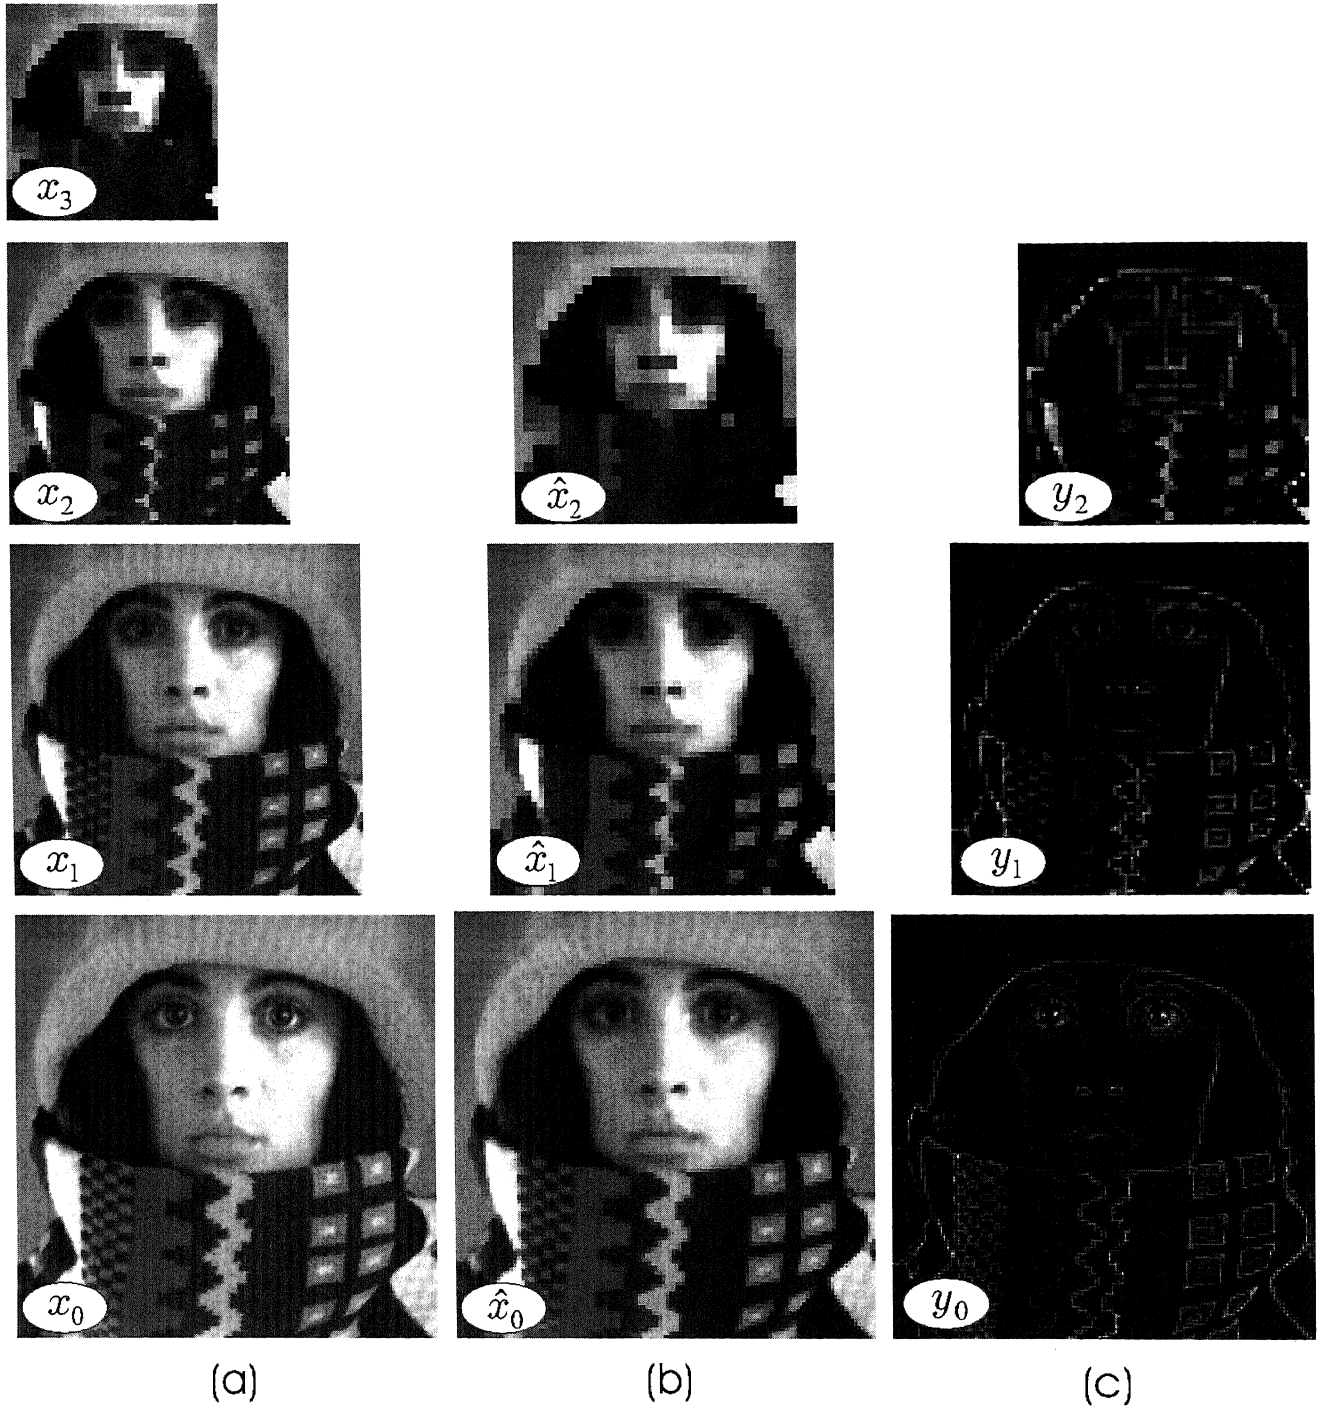 x₃
x₂ x̂₂ y₂
x₁ x̂₁ y₁
x₀ x̂₀ y₀
(a) (b) (c)